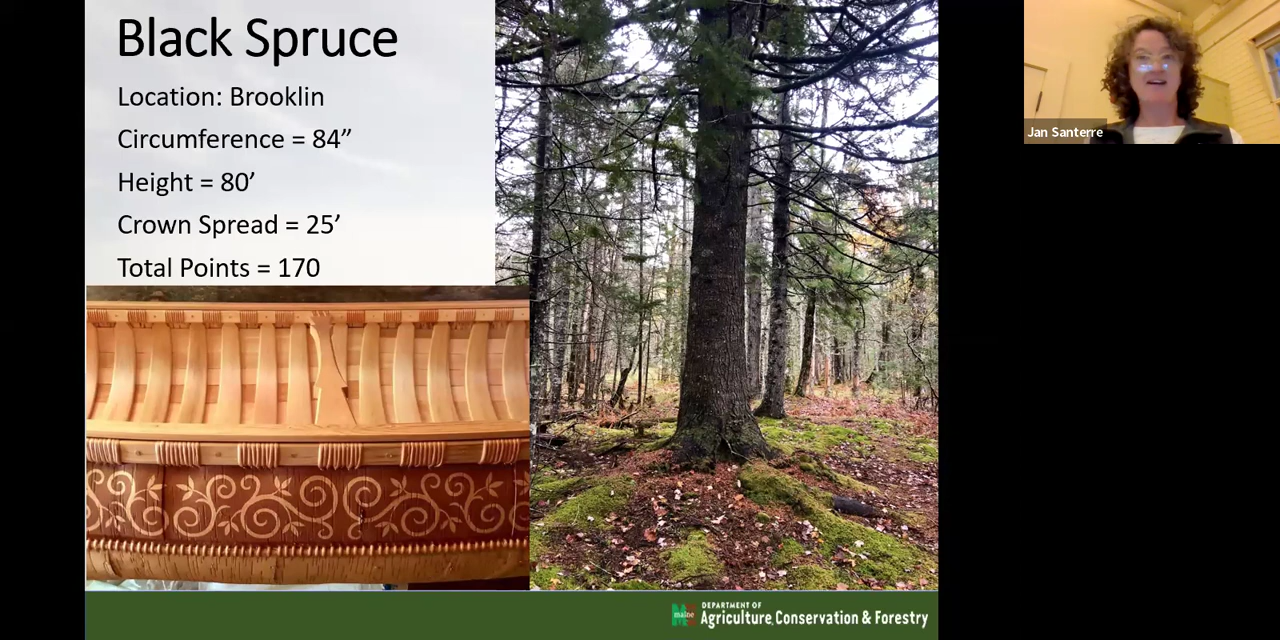 Black Spruce
Location: Brooklin
Circumference = 84”
Height = 80’
Crown Spread = 25’
Total Points = 170
Jan Santerre
maine
DEPARTMENT OF
Agriculture, Conservation & Forestry